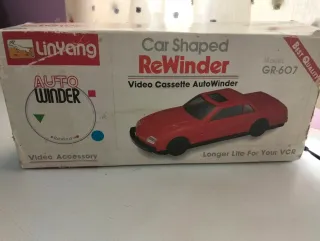 LinYang
Car Shaped
ReWinder
Video Cassette AutoWinder
BEST QUALITY
GR-607
AUTO
WINDER
Video Accessory
Longer Life For Your VCR